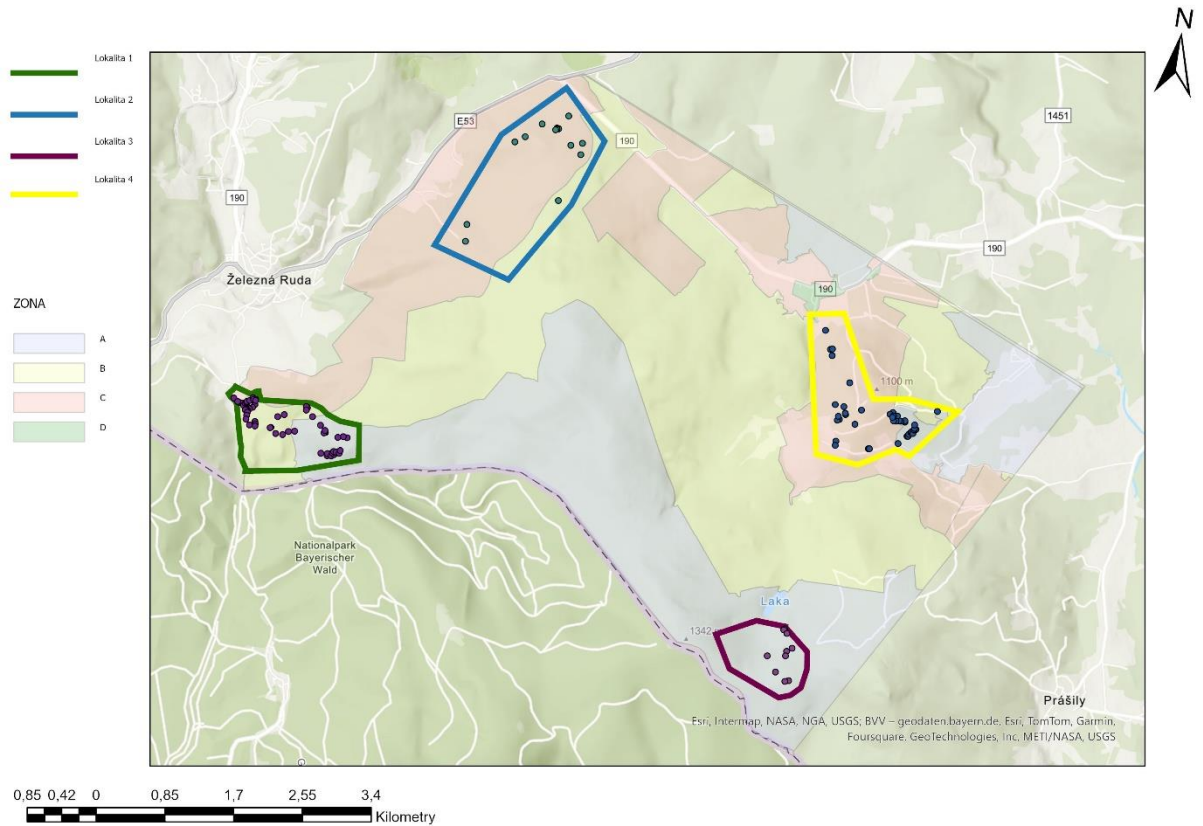 N
Lokalita 1
Lokalita 2
Lokalita 3
Lokalita 4
E53
190
1451
190
190
Železná Ruda
190
ZONA
A
B
C
D
1100 m
Nationalpark
Bayerischer
Wald
Laka
1342
Prášily
Esri, Intermap, NASA, NGA, USGS; BVV – geodaten.bayern.de, Esri, TomTom, Garmin,
Foursquare, GeoTechnologies, Inc, METI/NASA, USGS
0,85 0,42 0 0,85 1,7 2,55 3,4
Kilometry